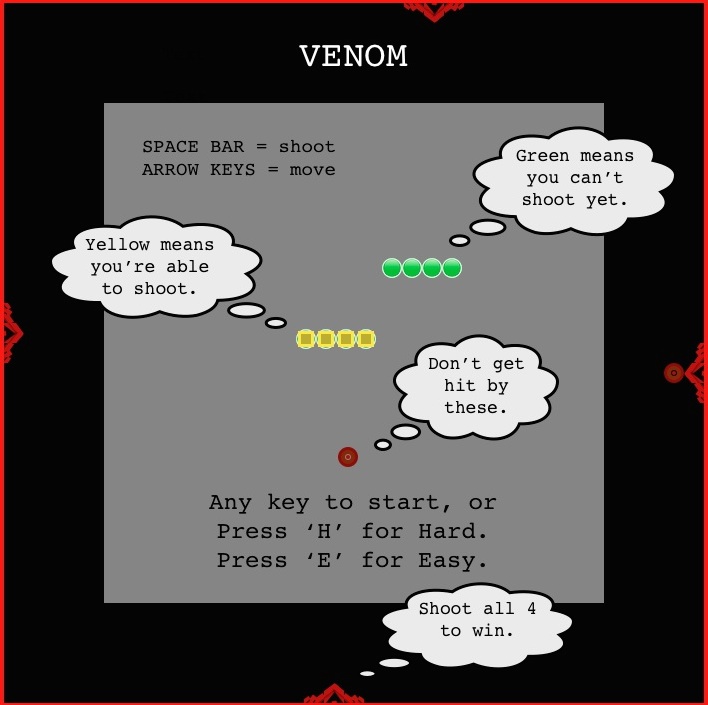 VENOM
SPACE BAR = shoot
ARROW KEYS = move
Green means
you can’t
shoot yet.
Yellow means
you’re able
to shoot.
Don’t get
hit by
these.
Any key to start, or
Press ‘H’ for Hard.
Press ‘E’ for Easy.
Shoot all 4
to win.